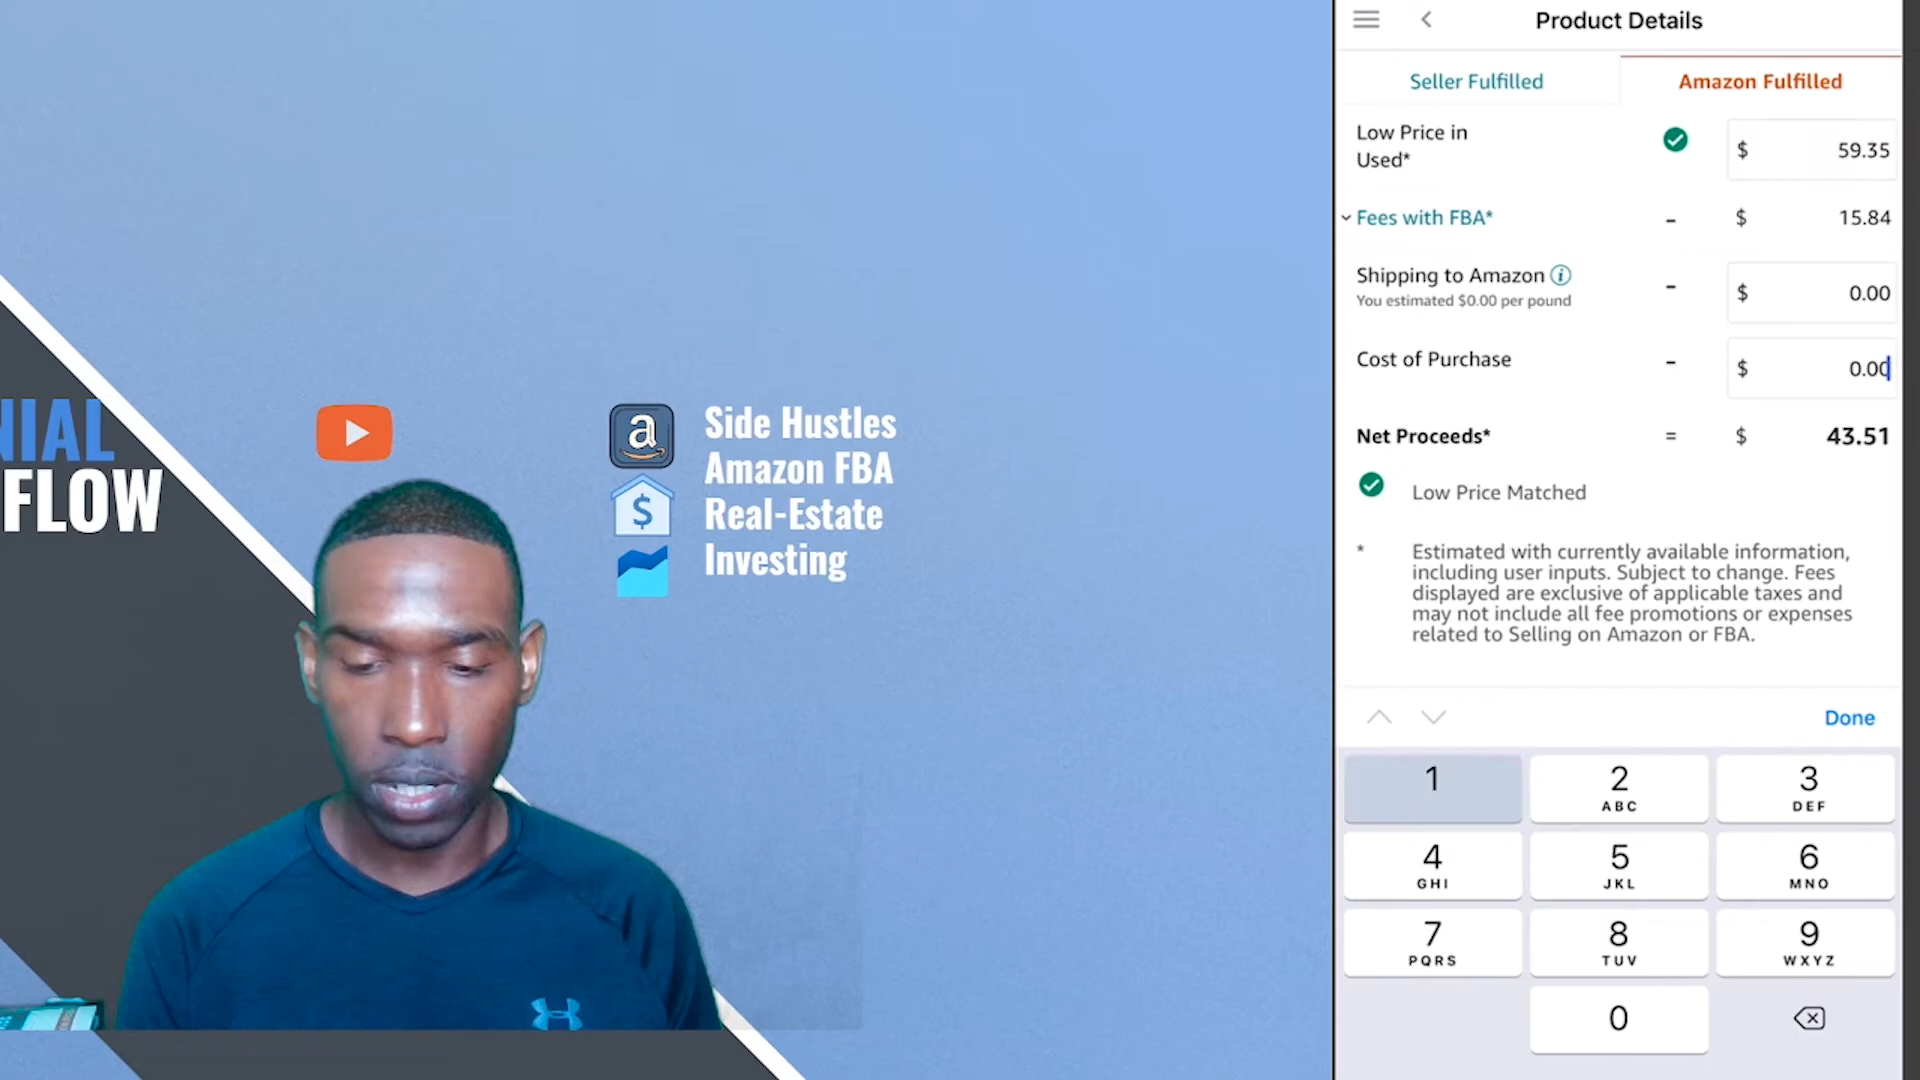 NIAL
FLOW
Side Hustles
Amazon FBA
Real-Estate
Investing
Product Details
Seller Fulfilled
Amazon Fulfilled
Low Price in
Used*
$ 59.35
Fees with FBA* - $ 15.84
Shipping to Amazon
You estimated $0.00 per pound
- $ 0.00
Cost of Purchase - $ 0.00
Net Proceeds* = $ 43.51
Low Price Matched
* Estimated with currently available information,
including user inputs. Subject to change. Fees
displayed are exclusive of applicable taxes and
may not include all fee promotions or expenses
related to Selling on Amazon or FBA.
Done
1 2 3
ABC DEF
4 5 6
GHI JKL MNO
7 8 9
PQRS TUV WXYZ
0